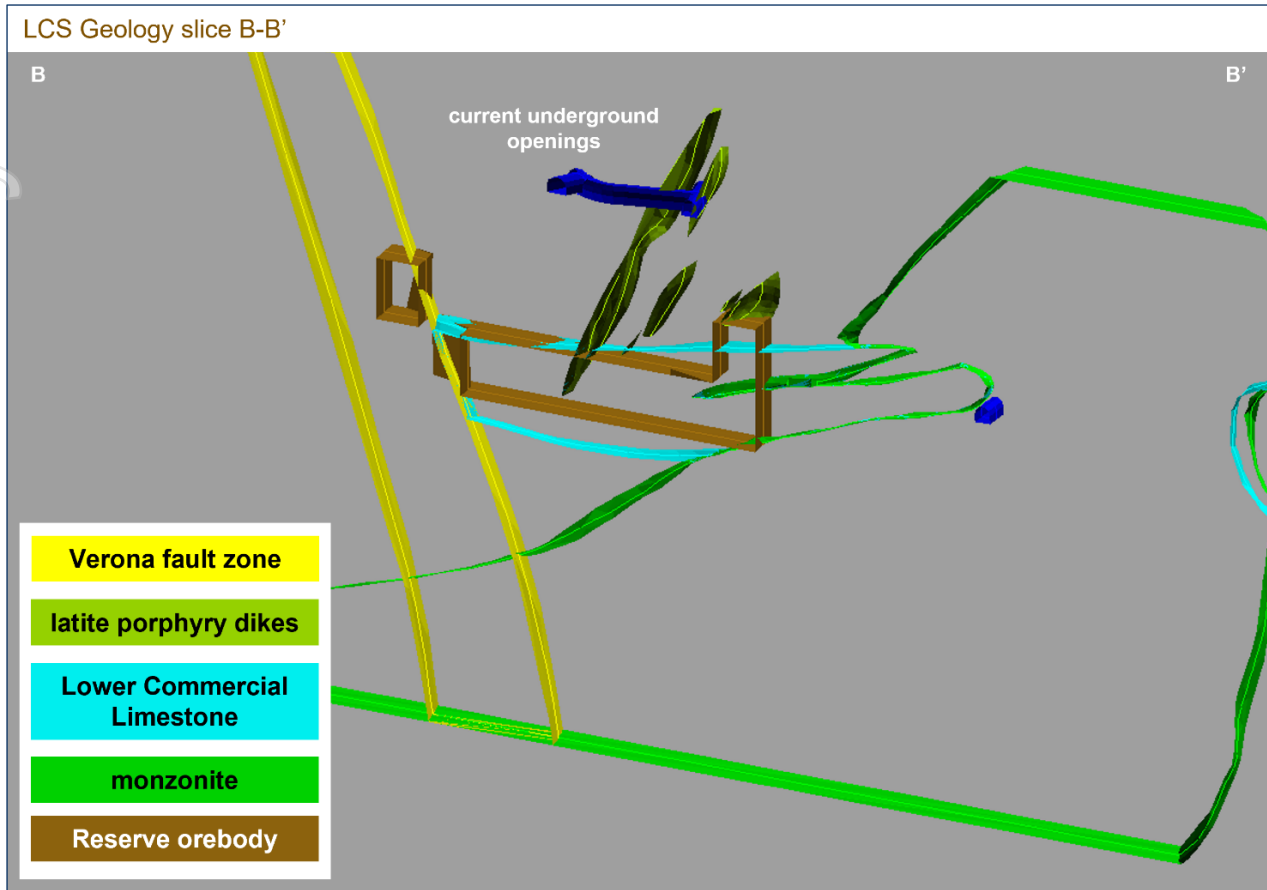 LCS Geology slice B-B’
B
B’
current underground
openings
Verona fault zone
latite porphyry dikes
Lower Commercial
Limestone
monzonite
Reserve orebody